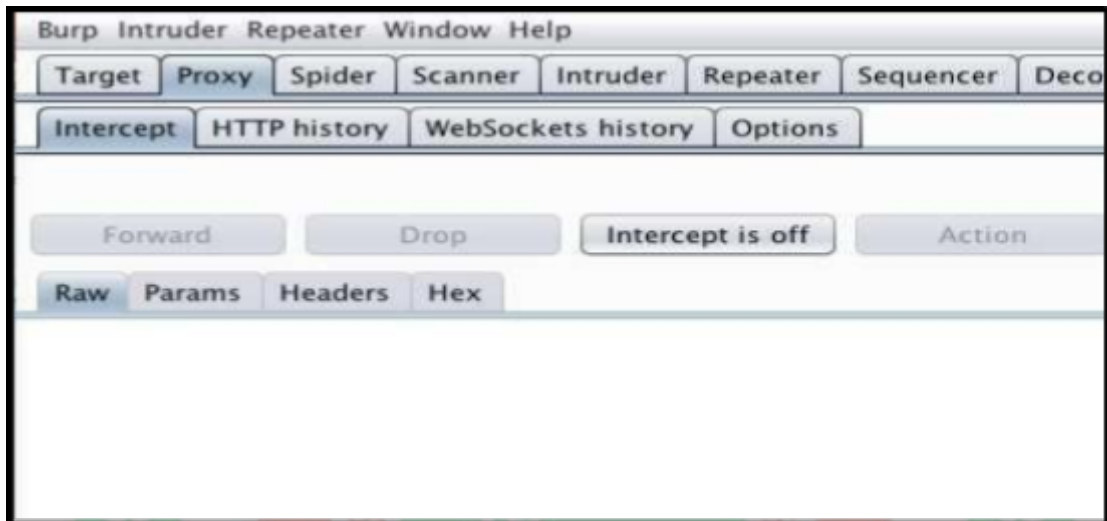 Burp Intruder Repeater Window Help
Target Proxy Spider Scanner Intruder Repeater Sequencer Deco
Intercept HTTP history WebSockets history Options
Forward Drop Intercept is off Action
Raw Params Headers Hex